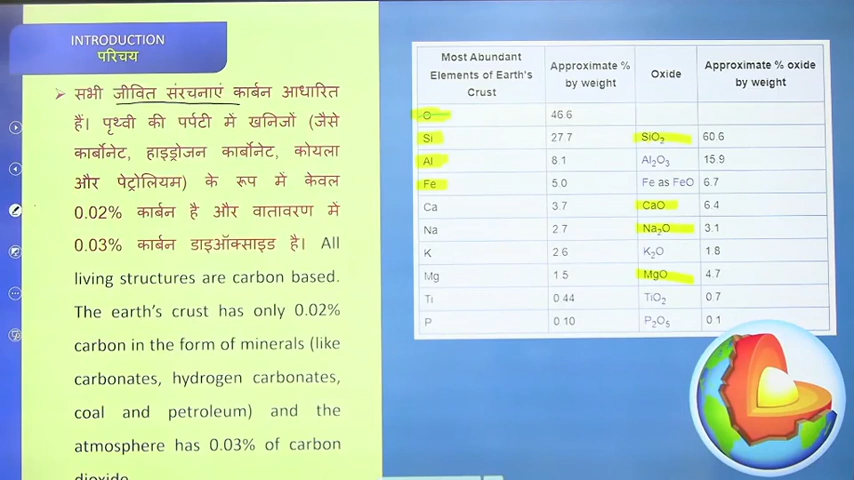 INTRODUCTION
परिचय
सभी जीवित संरचनाएं कार्बन आधारित
हैं। पृथ्वी की पर्पटी में खनिजों (जैसे
कार्बोनेट, हाइड्रोजन कार्बोनेट, कोयला
और पेट्रोलियम) के रूप में केवल
0.02% कार्बन है और वातावरण में
0.03% कार्बन डाइऑक्साइड है। All
living structures are carbon based.
The earth's crust has only 0.02%
carbon in the form of minerals (like
carbonates, hydrogen carbonates,
coal and petroleum) and the
atmosphere has 0.03% of carbon
dioxide
Most Abundant Elements of Earth's Crust Approximate % by weight Oxide Approximate % oxide by weight
O 46.6
Si 27.7 SiO₂ 60.6
Al 8.1 Al₂O₃ 15.9
Fe 5.0 Fe as FeO 6.7
Ca 3.7 CaO 6.4
Na 2.7 Na₂O 3.1
K 2.6 K₂O 1.8
Mg 1.5 MgO 4.7
Ti 0.44 TiO₂ 0.7
P 0.10 P₂O₅ 0.1